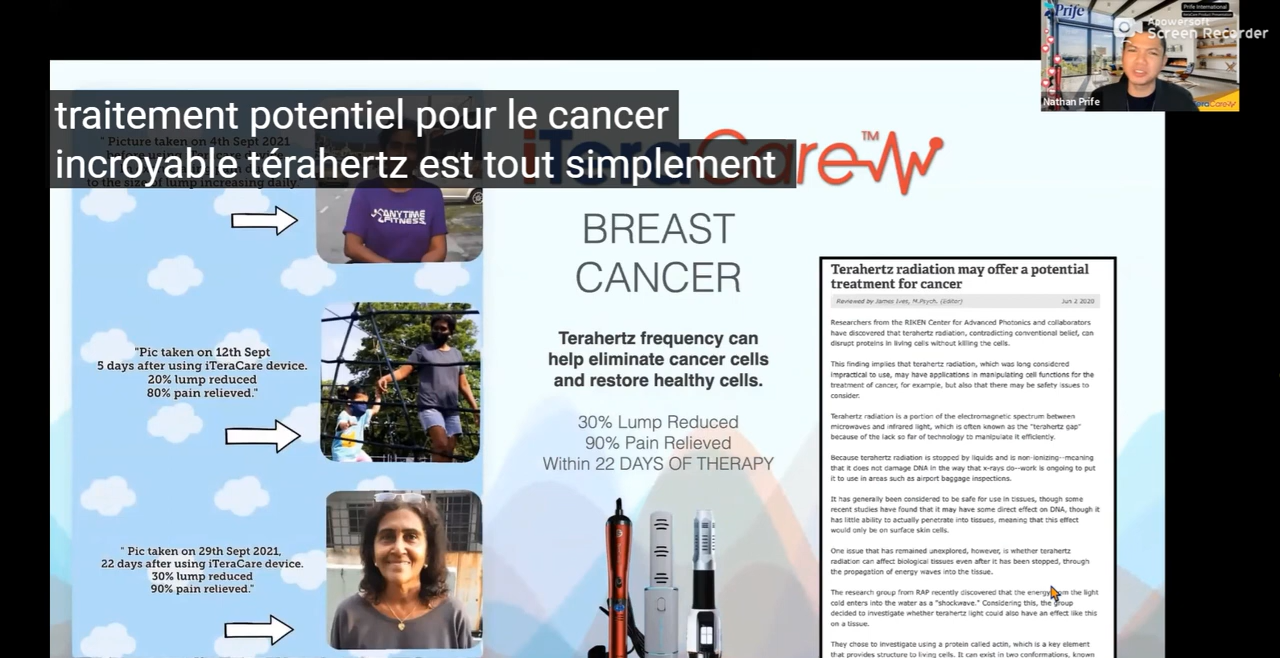 Prife
Prife International
Apowersoft
Screen Recorder
Nathan Prife
traitement potentiel pour le cancer
incroyable térahertz est tout simplement
" Picture taken on 4th Sept 2021
to the size of lump increasing daily.
iTeraCare™
ANYTIME
FITNESS
"Pic taken on 12th Sept
5 days after using iTeraCare device.
20% lump reduced
80% pain relieved."
" Pic taken on 29th Sept 2021,
22 days after using iTeraCare device.
30% lump reduced
90% pain relieved."
BREAST
CANCER
Terahertz frequency can
help eliminate cancer cells
and restore healthy cells.
30% Lump Reduced
90% Pain Relieved
Within 22 DAYS OF THERAPY
Terahertz radiation may offer a potential
treatment for cancer
Reviewed by James Ives, M.Psych. (Editor) Jun 2 2020
Researchers from the RIKEN Center for Advanced Photonics and collaborators
have discovered that terahertz radiation, contradicting conventional belief, can
disrupt proteins in living cells without killing the cells.
This finding implies that terahertz radiation, which was long considered
impractical to use, may have applications in manipulating cell functions for the
treatment of cancer, for example, but also that there may be safety issues to
consider.
Terahertz radiation is a portion of the electromagnetic spectrum between
microwaves and infrared light, which is often known as the "terahertz gap"
because of the lack so far of technology to manipulate it efficiently.
Because terahertz radiation is stopped by liquids and is non-ionizing--meaning
that it does not damage DNA in the way that x-rays do--work is ongoing to put
it to use in areas such as airport baggage inspections.
It has generally been considered to be safe for use in tissues, though some
recent studies have found that it may have some direct effect on DNA, though it
has little ability to actually penetrate into tissues, meaning that this effect
would only be on surface skin cells.
One issue that has remained unexplored, however, is whether terahertz
radiation can affect biological tissues even after it has been stopped, through
the propagation of energy waves into the tissue.
The research group from RAP recently discovered that the energy from the light
cold enters into the water as a "shockwave." Considering this, the group
decided to investigate whether terahertz light could also have an effect like this
on a tissue.
They chose to investigate using a protein called actin, which is a key element
that provides structure to living cells. It can exist in two conformations, known